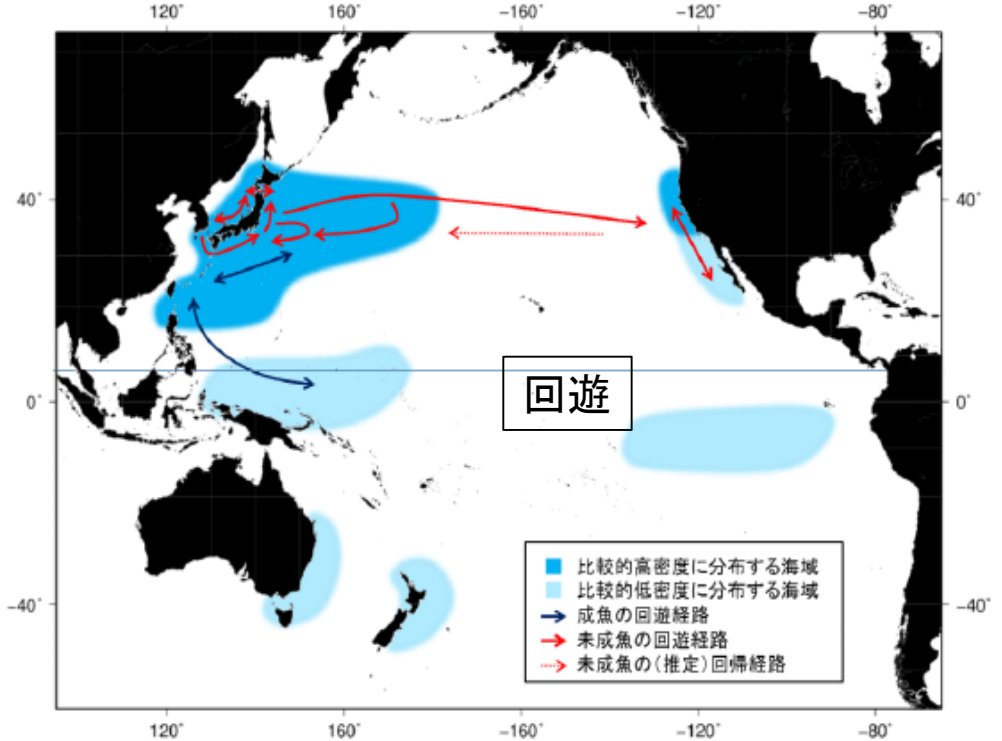 120° 160° −160° −120° −80°
40° 40°
回遊
0° 0°
比較的高密度に分布する海域
比較的低密度に分布する海域
成魚の回遊経路
未成魚の回遊経路
未成魚の(推定)回帰経路
−40° −40°
120° 160° −160° −120° −80°